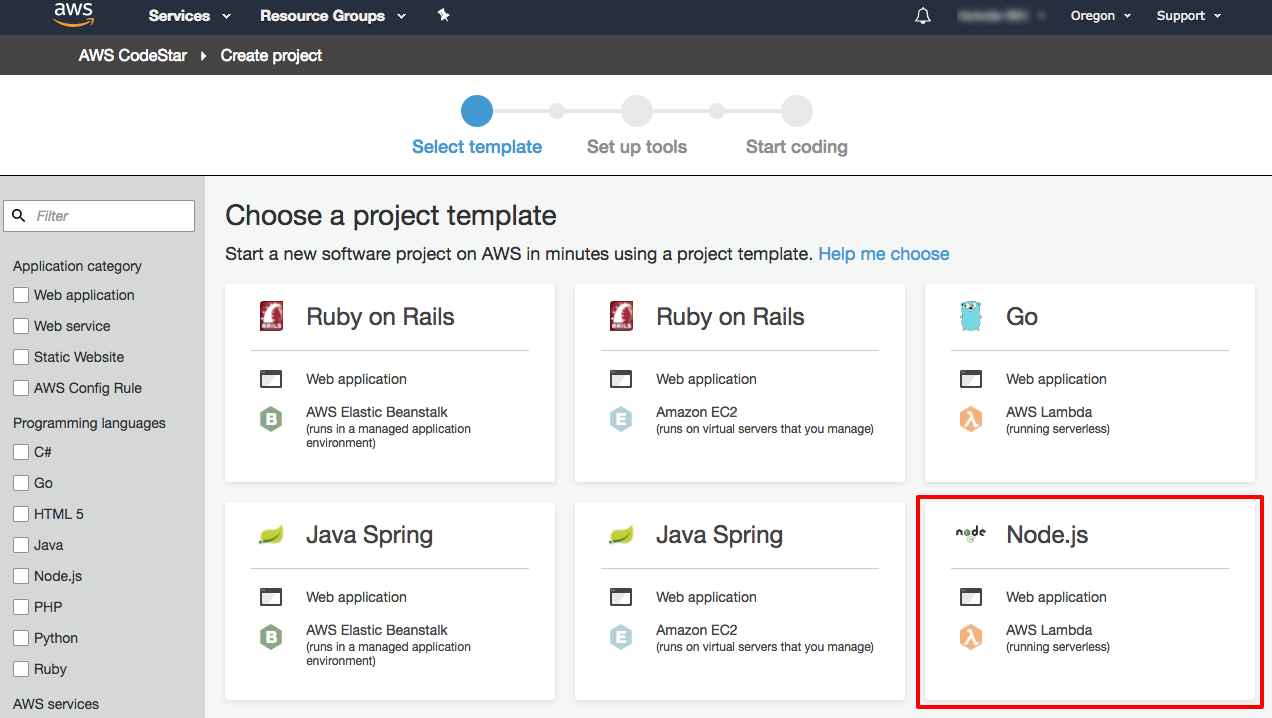 aws Services Resource Groups Oregon Support
AWS CodeStar Create project
Select template Set up tools Start coding
Filter
Application category
Web application
Web service
Static Website
AWS Config Rule
Programming languages
C#
Go
HTML 5
Java
Node.js
PHP
Python
Ruby
AWS services
Choose a project template
Start a new software project on AWS in minutes using a project template. Help me choose
RAILS Ruby on Rails
Web application
B AWS Elastic Beanstalk
(runs in a managed application
environment)
RAILS Ruby on Rails
Web application
E Amazon EC2
(runs on virtual servers that you manage)
Go
Web application
λ AWS Lambda
(running serverless)
Java Spring
Web application
B AWS Elastic Beanstalk
(runs in a managed application
environment)
Java Spring
Web application
E Amazon EC2
(runs on virtual servers that you manage)
node Node.js
Web application
λ AWS Lambda
(running serverless)